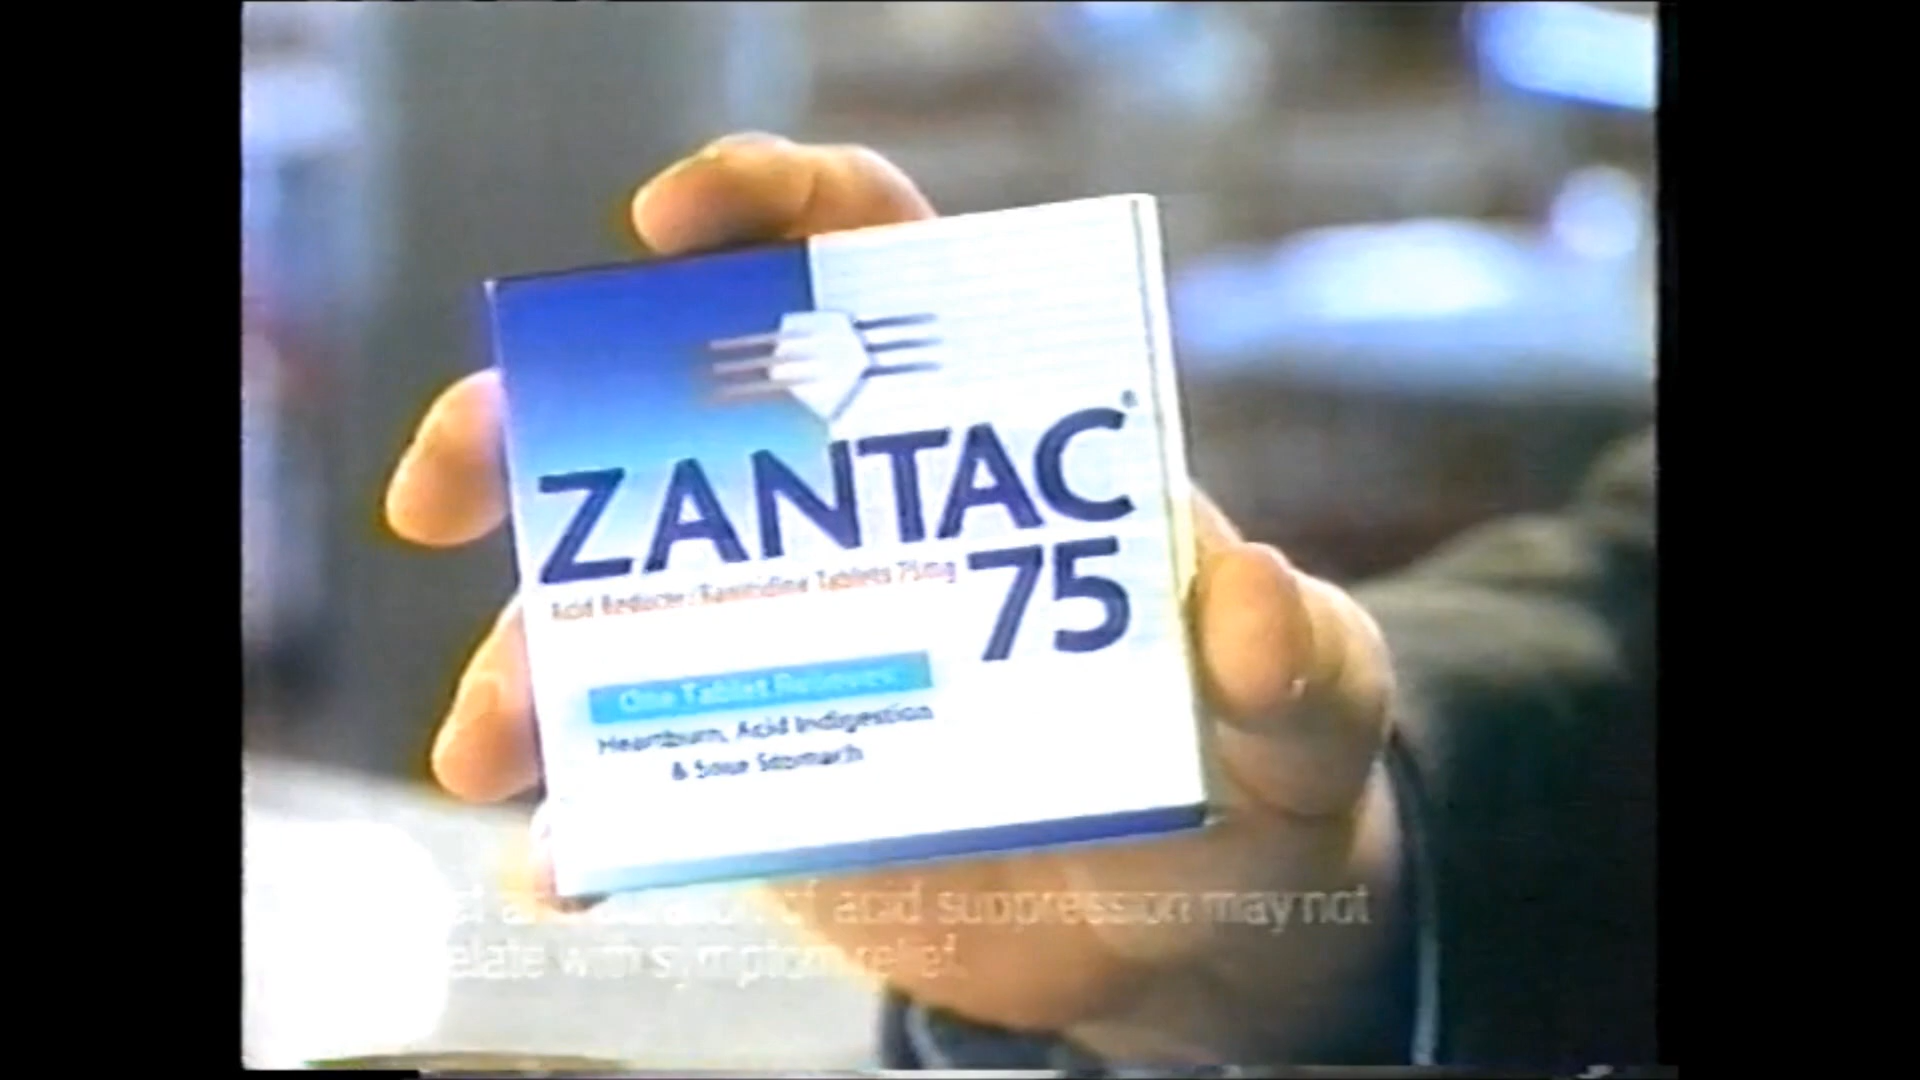 ZANTAC®
75
Acid Reducer/Ranitidine Tablets 75mg
One Tablet Relieves:
Heartburn, Acid Indigestion
& Sour Stomach
of acid suppression may not
with symptom relief.